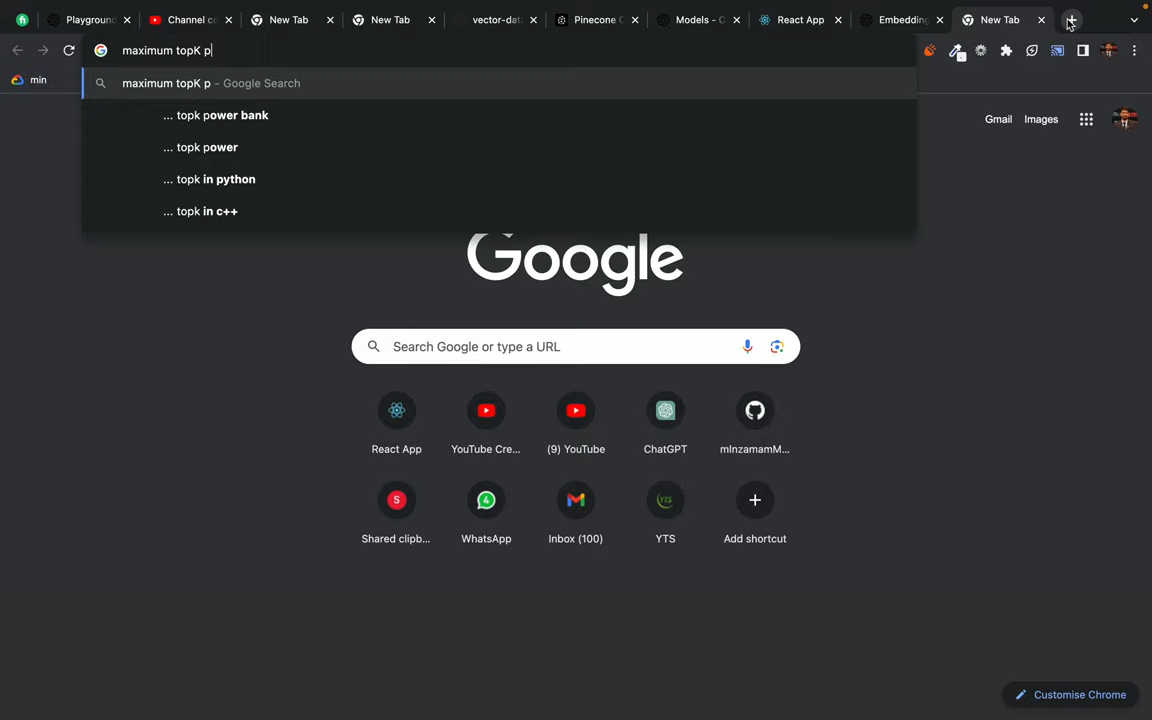 Playground
Channel co
New Tab
New Tab
vector-dat
Pinecone
Models - O
React App
Embedding
New Tab
maximum topK p
min
maximum topK p - Google Search
... topk power bank
... topk power
... topk in python
... topk in c++
Gmail Images
Google
Search Google or type a URL
React App
YouTube Cre...
(9) YouTube
ChatGPT
mInzamamM...
S
4
YTS
Shared clipb...
WhatsApp
Inbox (100)
YTS
Add shortcut
Customise Chrome